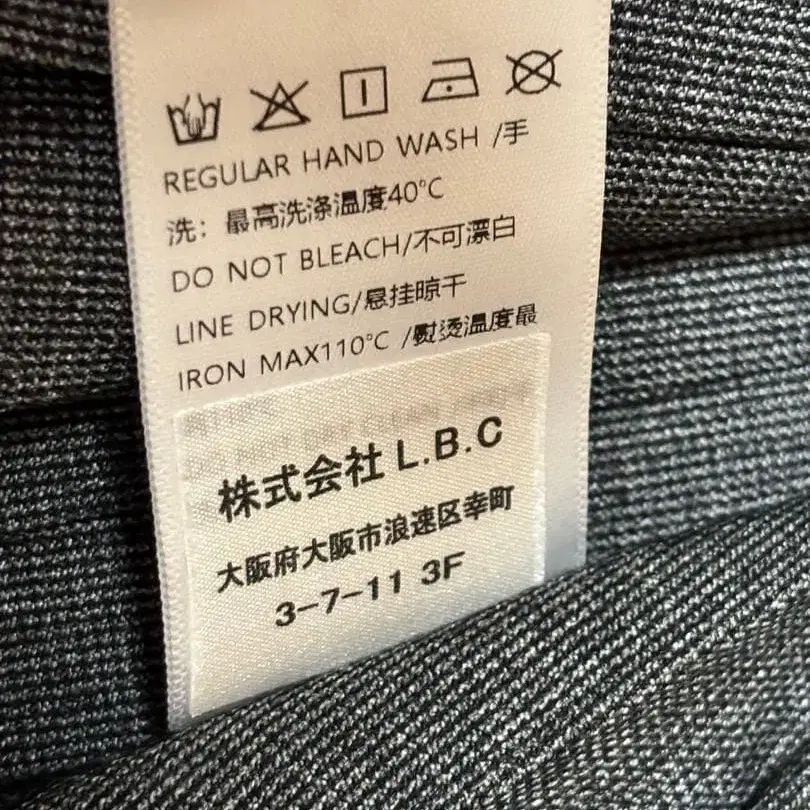 REGULAR HAND WASH /手
洗：最高洗涤温度40℃
DO NOT BLEACH/不可漂白
LINE DRYING/悬挂晾干
IRON MAX110℃ /熨烫温度最
株式会社 L.B.C
大阪府大阪市浪速区幸町
3-7-11 3F